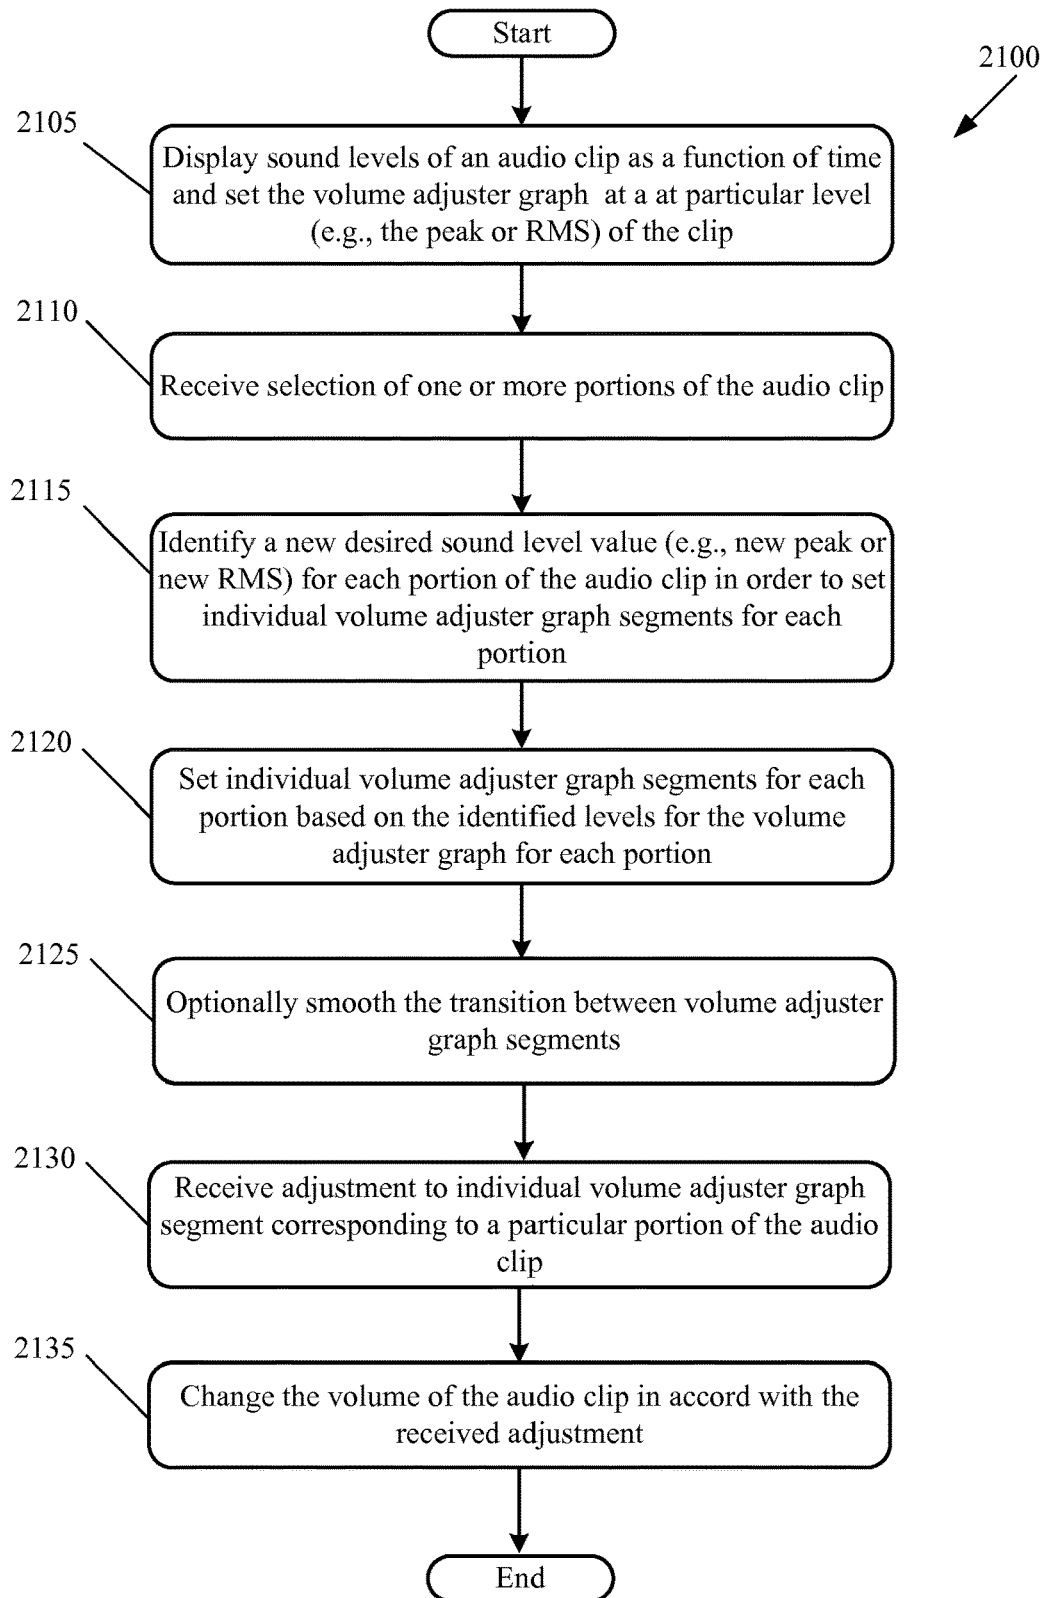 Start
2100
2105
Display sound levels of an audio clip as a function of time
and set the volume adjuster graph at a at particular level
(e.g., the peak or RMS) of the clip
2110
Receive selection of one or more portions of the audio clip
2115
Identify a new desired sound level value (e.g., new peak or
new RMS) for each portion of the audio clip in order to set
individual volume adjuster graph segments for each
portion
2120
Set individual volume adjuster graph segments for each
portion based on the identified levels for the volume
adjuster graph for each portion
2125
Optionally smooth the transition between volume adjuster
graph segments
2130
Receive adjustment to individual volume adjuster graph
segment corresponding to a particular portion of the audio
clip
2135
Change the volume of the audio clip in accord with the
received adjustment
End